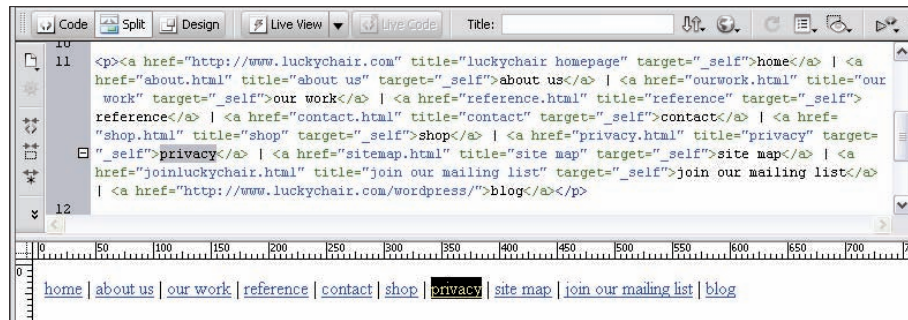 Code Split Design Live View Live Code Title:
10
11 <p><a href="http://www.luckychair.com" title="luckychair homepage" target="_self">home</a> | <a
href="about.html" title="about us" target="_self">about us</a> | <a href="ourwork.html" title="our
work" target="_self">our work</a> | <a href="reference.html" title="reference" target="_self">
reference</a> | <a href="contact.html" title="contact" target="_self">contact</a> | <a href=
"shop.html" title="shop" target="_self">shop</a> | <a href="privacy.html" title="privacy" target=
"_self">privacy</a> | <a href="sitemap.html" title="site map" target="_self">site map</a> | <a
href="joinluckychair.html" title="join our mailing list" target="_self">join our mailing list</a>
| <a href="http://www.luckychair.com/wordpress/">blog</a></p>
12
0 50 100 150 200 250 300 350 400 450 500 550 600 650 700
0
home | about us | our work | reference | contact | shop | privacy | site map | join our mailing list | blog